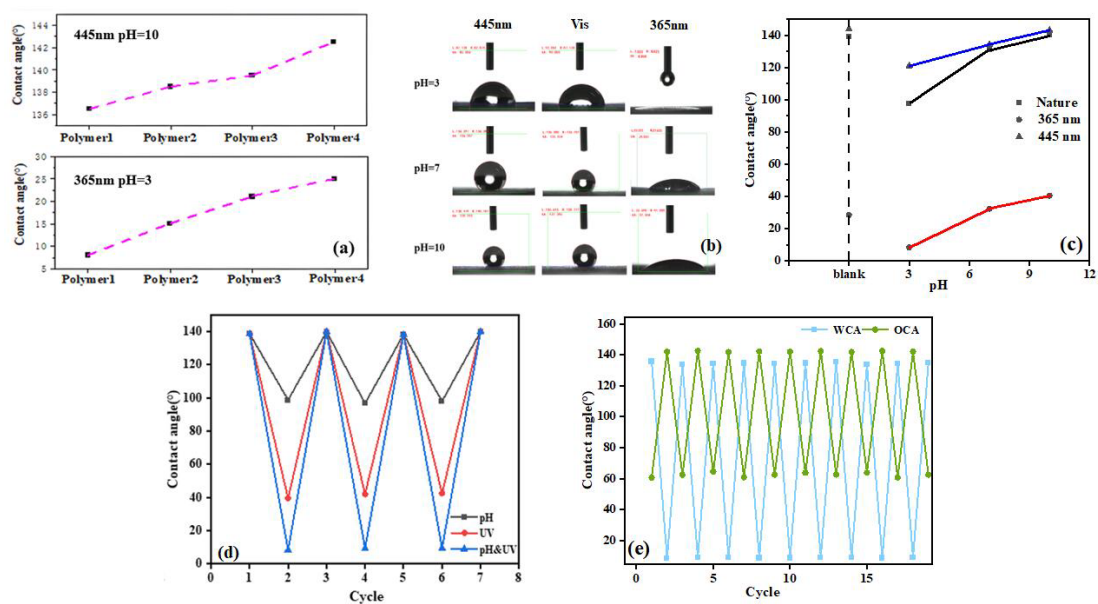 445nm pH=10
Contact angle(°)
144
142
140
138
136
Polymer1 Polymer2 Polymer3 Polymer4
365nm pH=3
Contact angle(°)
30
25
20
15
10
5
Polymer1 Polymer2 Polymer3 Polymer4
(a)
445nm Vis 365nm
pH=3
pH=7
pH=10
(b)
Contact angle(°)
140
120
100
80
60
40
20
0
Nature
365 nm
445 nm
(c)
blank 3 6 9 12
pH
Contact angle(°)
140
120
100
80
60
40
20
0
pH
UV
pH&UV
(d)
0 1 2 3 4 5 6 7 8
Cycle
WCA OCA
Contact angle(°)
160
140
120
100
80
60
40
20
(e)
0 5 10 15
Cycle